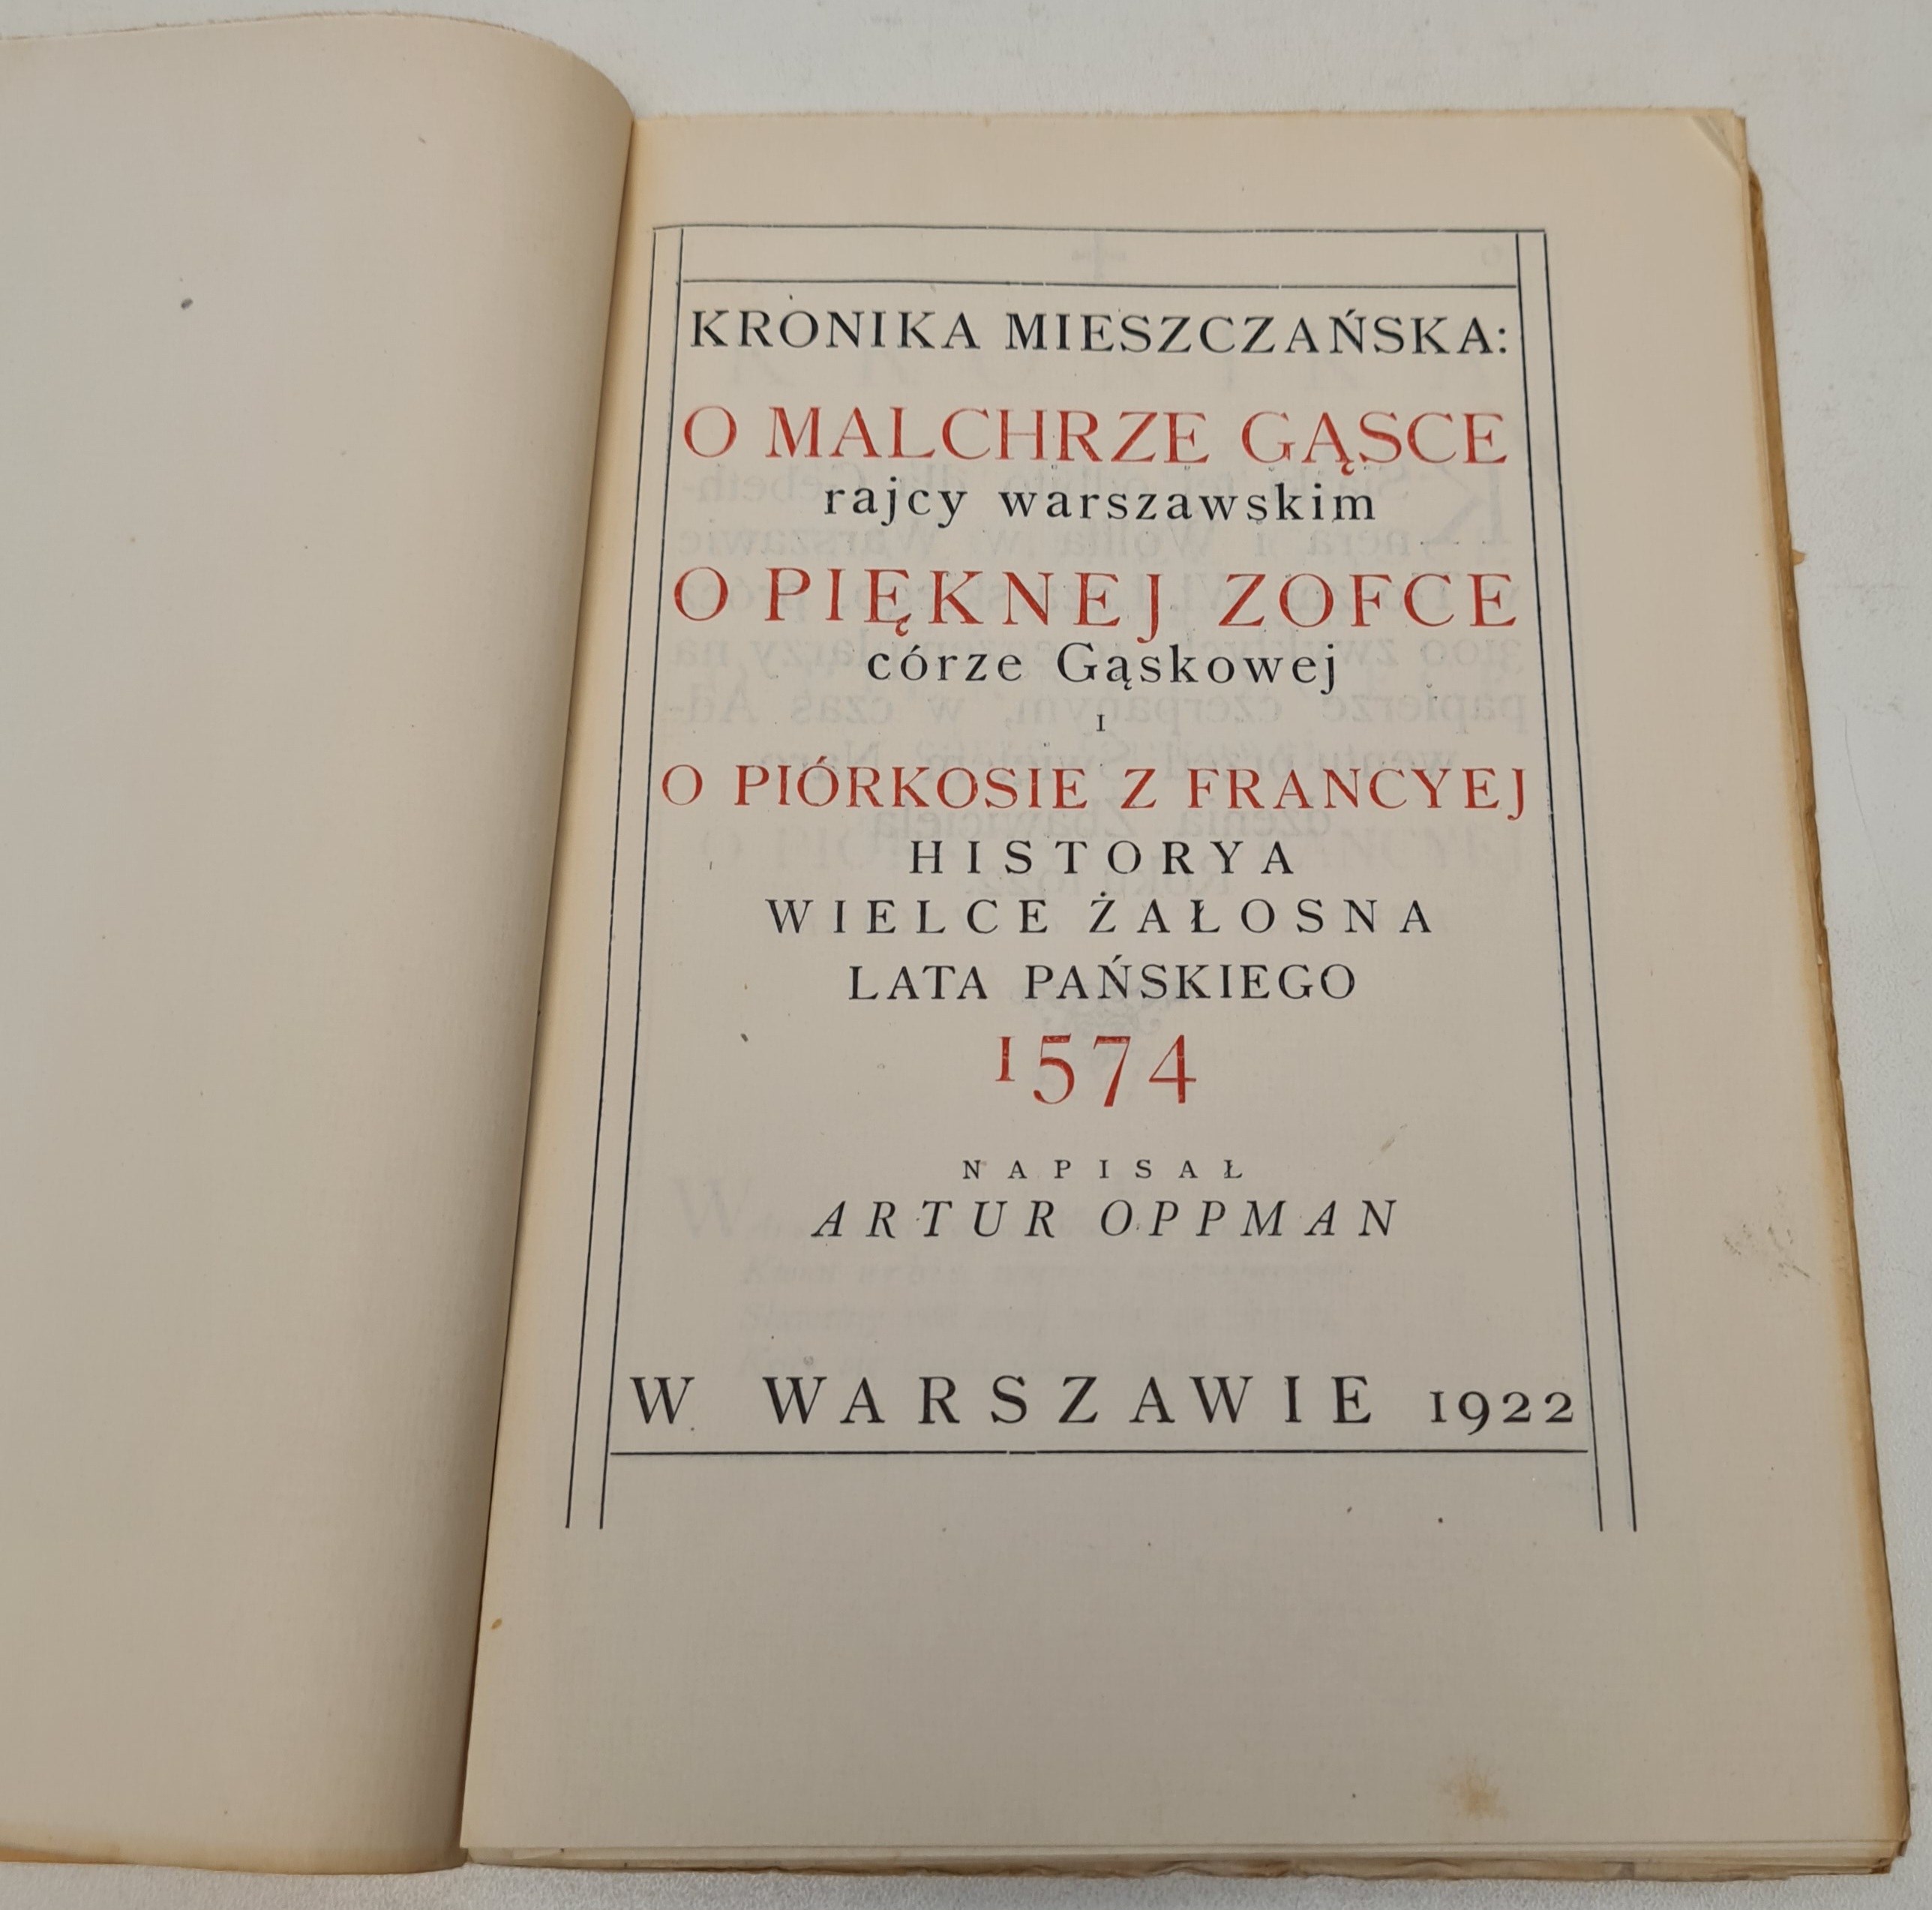 KRONIKA MIESZCZAŃSKA:
O MALCHRZE GĄSCE
rajcy warszawskim
O PIĘKNEJ ZOFCE
córze Gąskowej
I
O PIÓRKOSIE Z FRANCYEJ
HISTORYA
WIELCE ŻAŁOSNA
LATA PAŃSKIEGO
1574
NAPISAŁ
ARTUR OPPMAN
W WARSZAWIE 1922